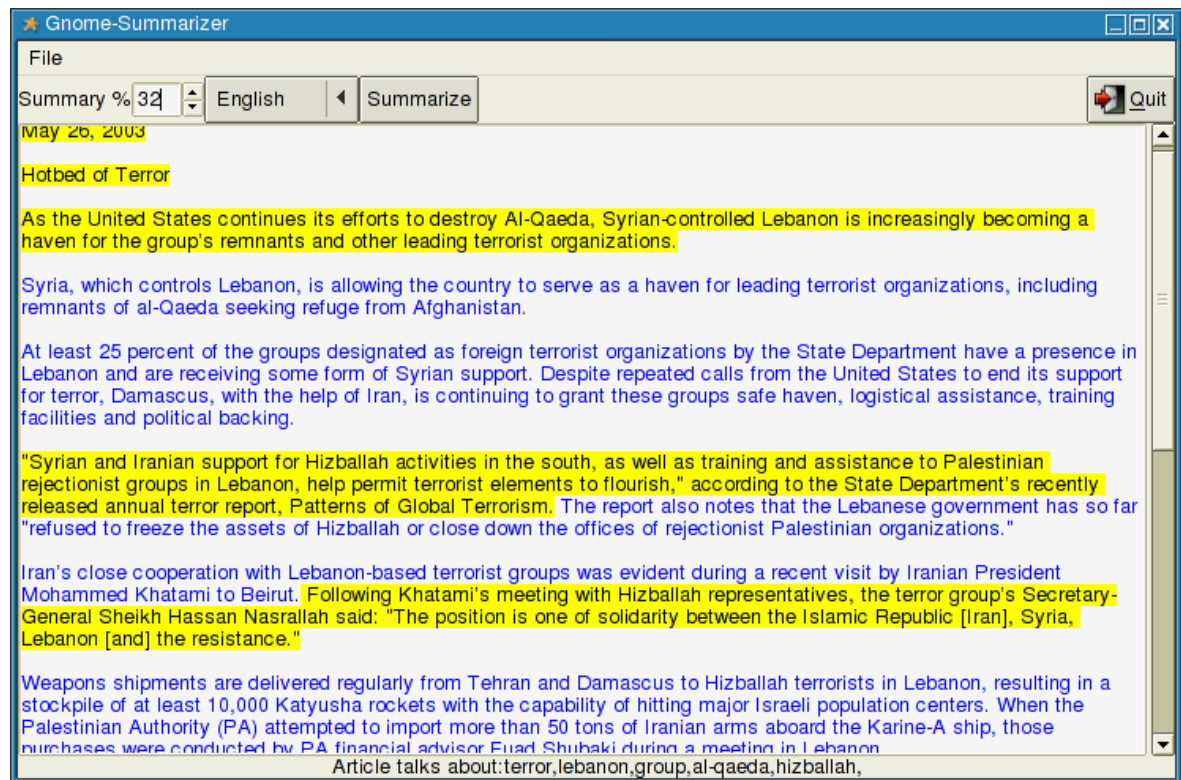 Gnome-Summarizer
File
Summary % 32 English Summarize Quit
May 26, 2003
Hotbed of Terror
As the United States continues its efforts to destroy Al-Qaeda, Syrian-controlled Lebanon is increasingly becoming a
haven for the group's remnants and other leading terrorist organizations.
Syria, which controls Lebanon, is allowing the country to serve as a haven for leading terrorist organizations, including
remnants of al-Qaeda seeking refuge from Afghanistan.
At least 25 percent of the groups designated as foreign terrorist organizations by the State Department have a presence in
Lebanon and are receiving some form of Syrian support. Despite repeated calls from the United States to end its support
for terror, Damascus, with the help of Iran, is continuing to grant these groups safe haven, logistical assistance, training
facilities and political backing.
"Syrian and Iranian support for Hizballah activities in the south, as well as training and assistance to Palestinian
rejectionist groups in Lebanon, help permit terrorist elements to flourish," according to the State Department's recently
released annual terror report, Patterns of Global Terrorism. The report also notes that the Lebanese government has so far
"refused to freeze the assets of Hizballah or close down the offices of rejectionist Palestinian organizations."
Iran's close cooperation with Lebanon-based terrorist groups was evident during a recent visit by Iranian President
Mohammed Khatami to Beirut. Following Khatami's meeting with Hizballah representatives, the terror group's Secretary-
General Sheikh Hassan Nasrallah said: "The position is one of solidarity between the Islamic Republic [Iran], Syria,
Lebanon [and] the resistance."
Weapons shipments are delivered regularly from Tehran and Damascus to Hizballah terrorists in Lebanon, resulting in a
stockpile of at least 10,000 Katyusha rockets with the capability of hitting major Israeli population centers. When the
Palestinian Authority (PA) attempted to import more than 50 tons of Iranian arms aboard the Karine-A ship, those
purchases were conducted by PA financial advisor Fuad Shubaki during a meeting in Lebanon.
Article talks about:terror,lebanon,group,al-qaeda,hizballah,